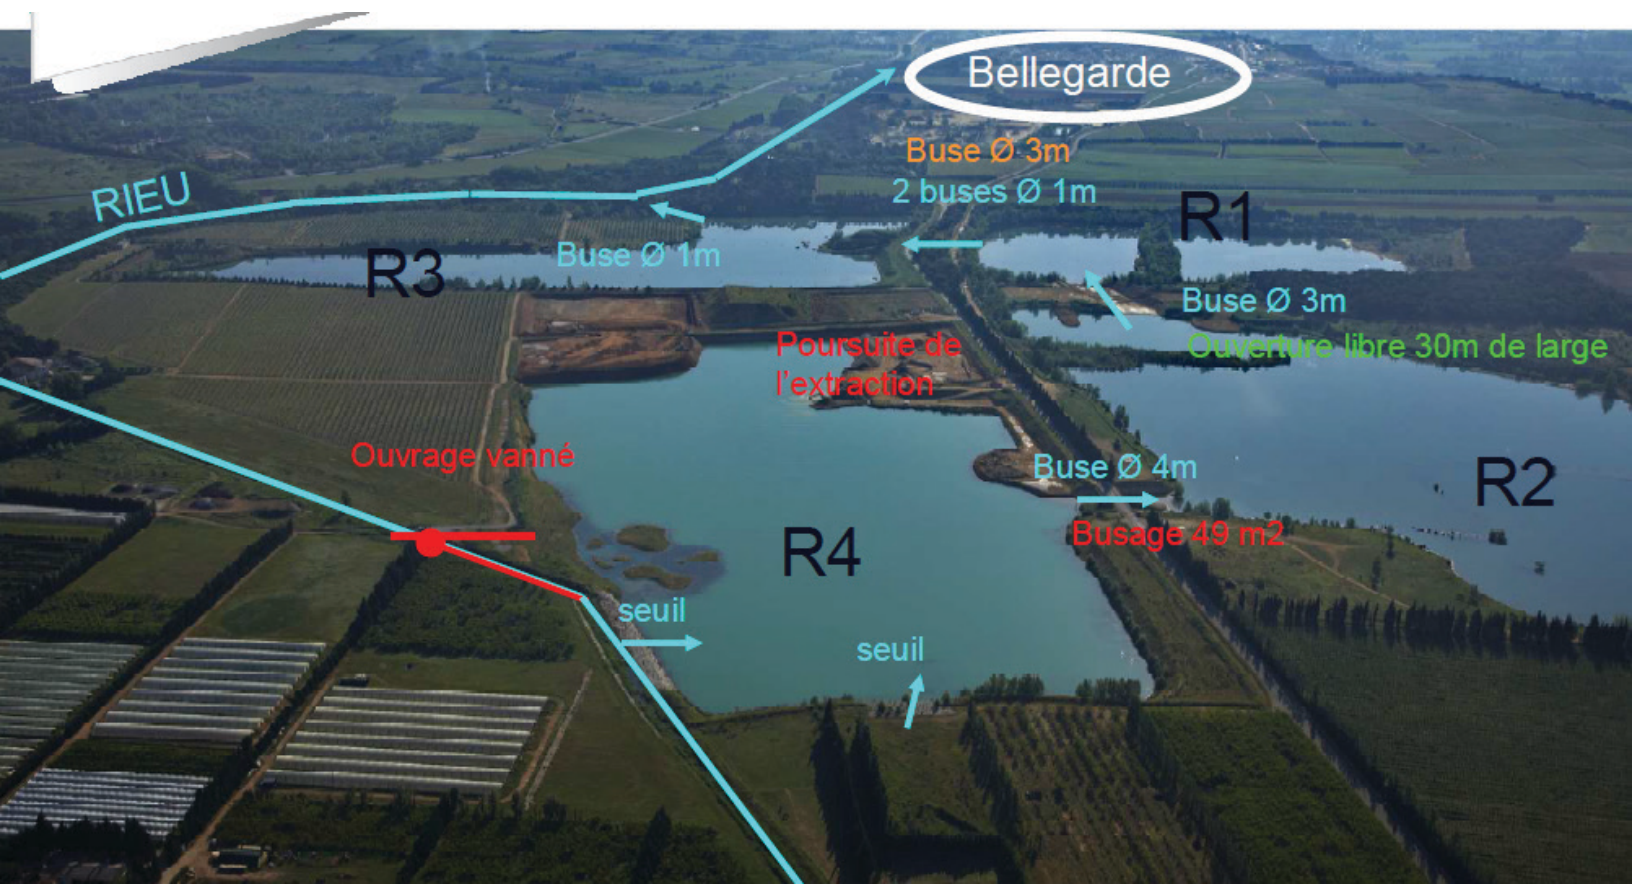 Bellegarde
Buse Ø 3m
2 buses Ø 1m
RIEU
R1
Buse Ø 1m
R3
Buse Ø 3m
Ouverture libre 30m de large
Poursuite de
l'extraction
Ouvrage vanné
Buse Ø 4m
R2
Busage 49 m2
R4
seuil
seuil